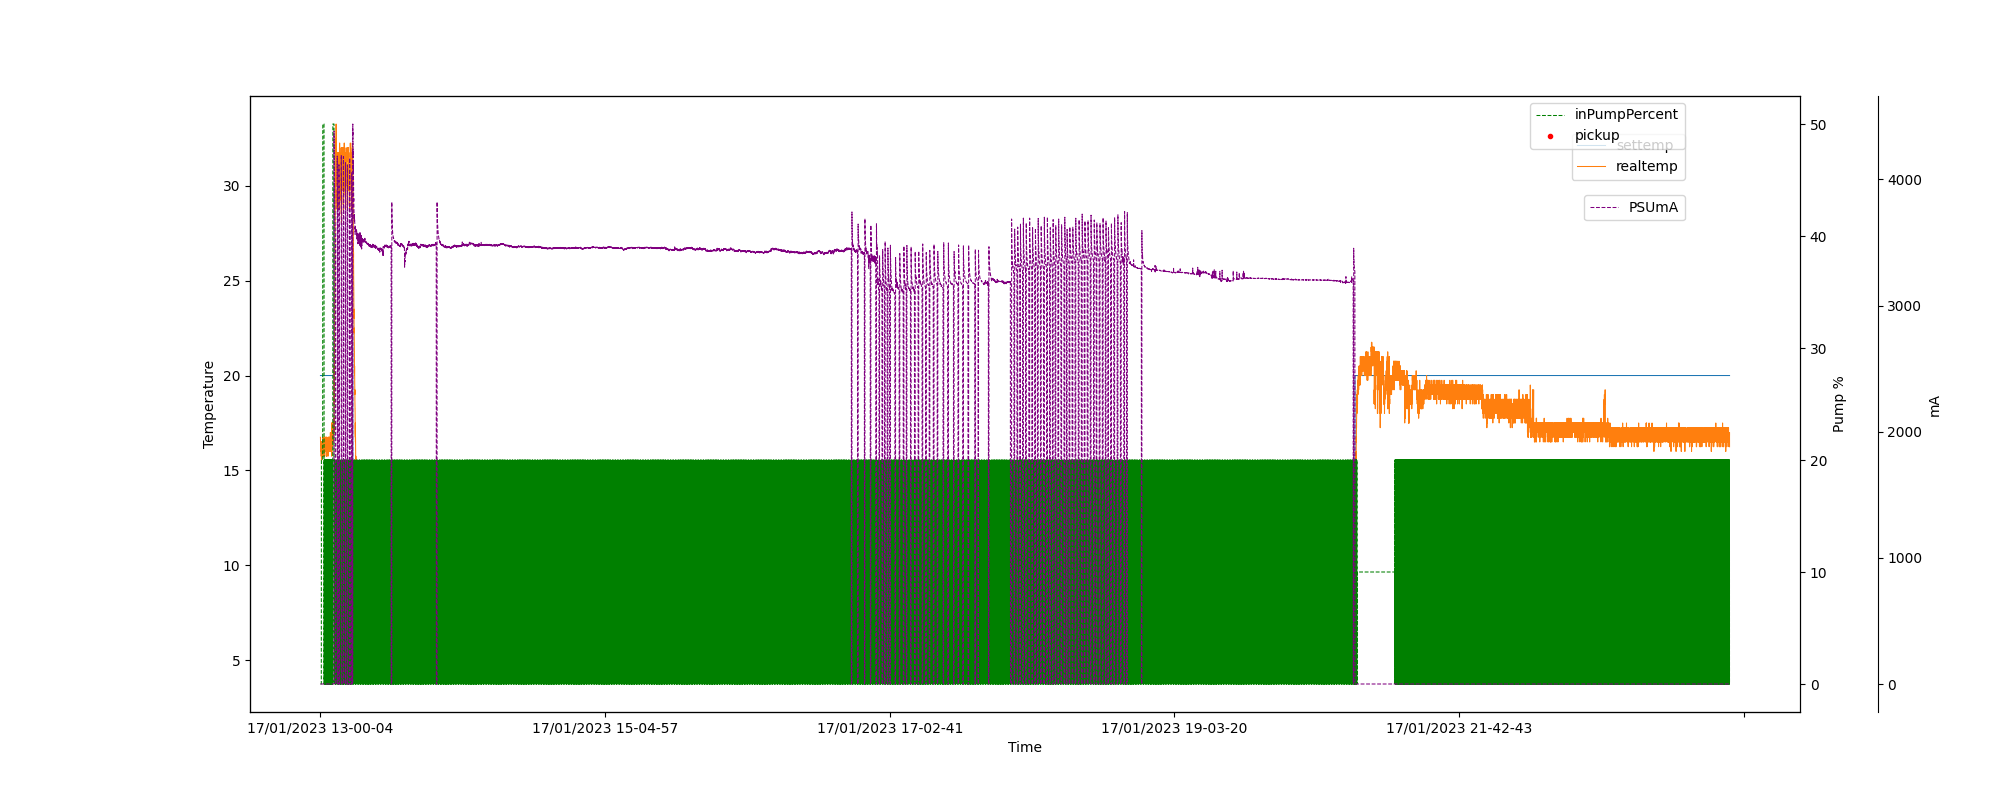 inPumpPercent
pickup
settemp
realtemp
PSUmA
30
25
20
15
10
5
Temperature
50
40
30
20
10
0
Pump %
4000
3000
2000
1000
0
mA
17/01/2023 13-00-04
17/01/2023 15-04-57
17/01/2023 17-02-41
17/01/2023 19-03-20
17/01/2023 21-42-43
Time